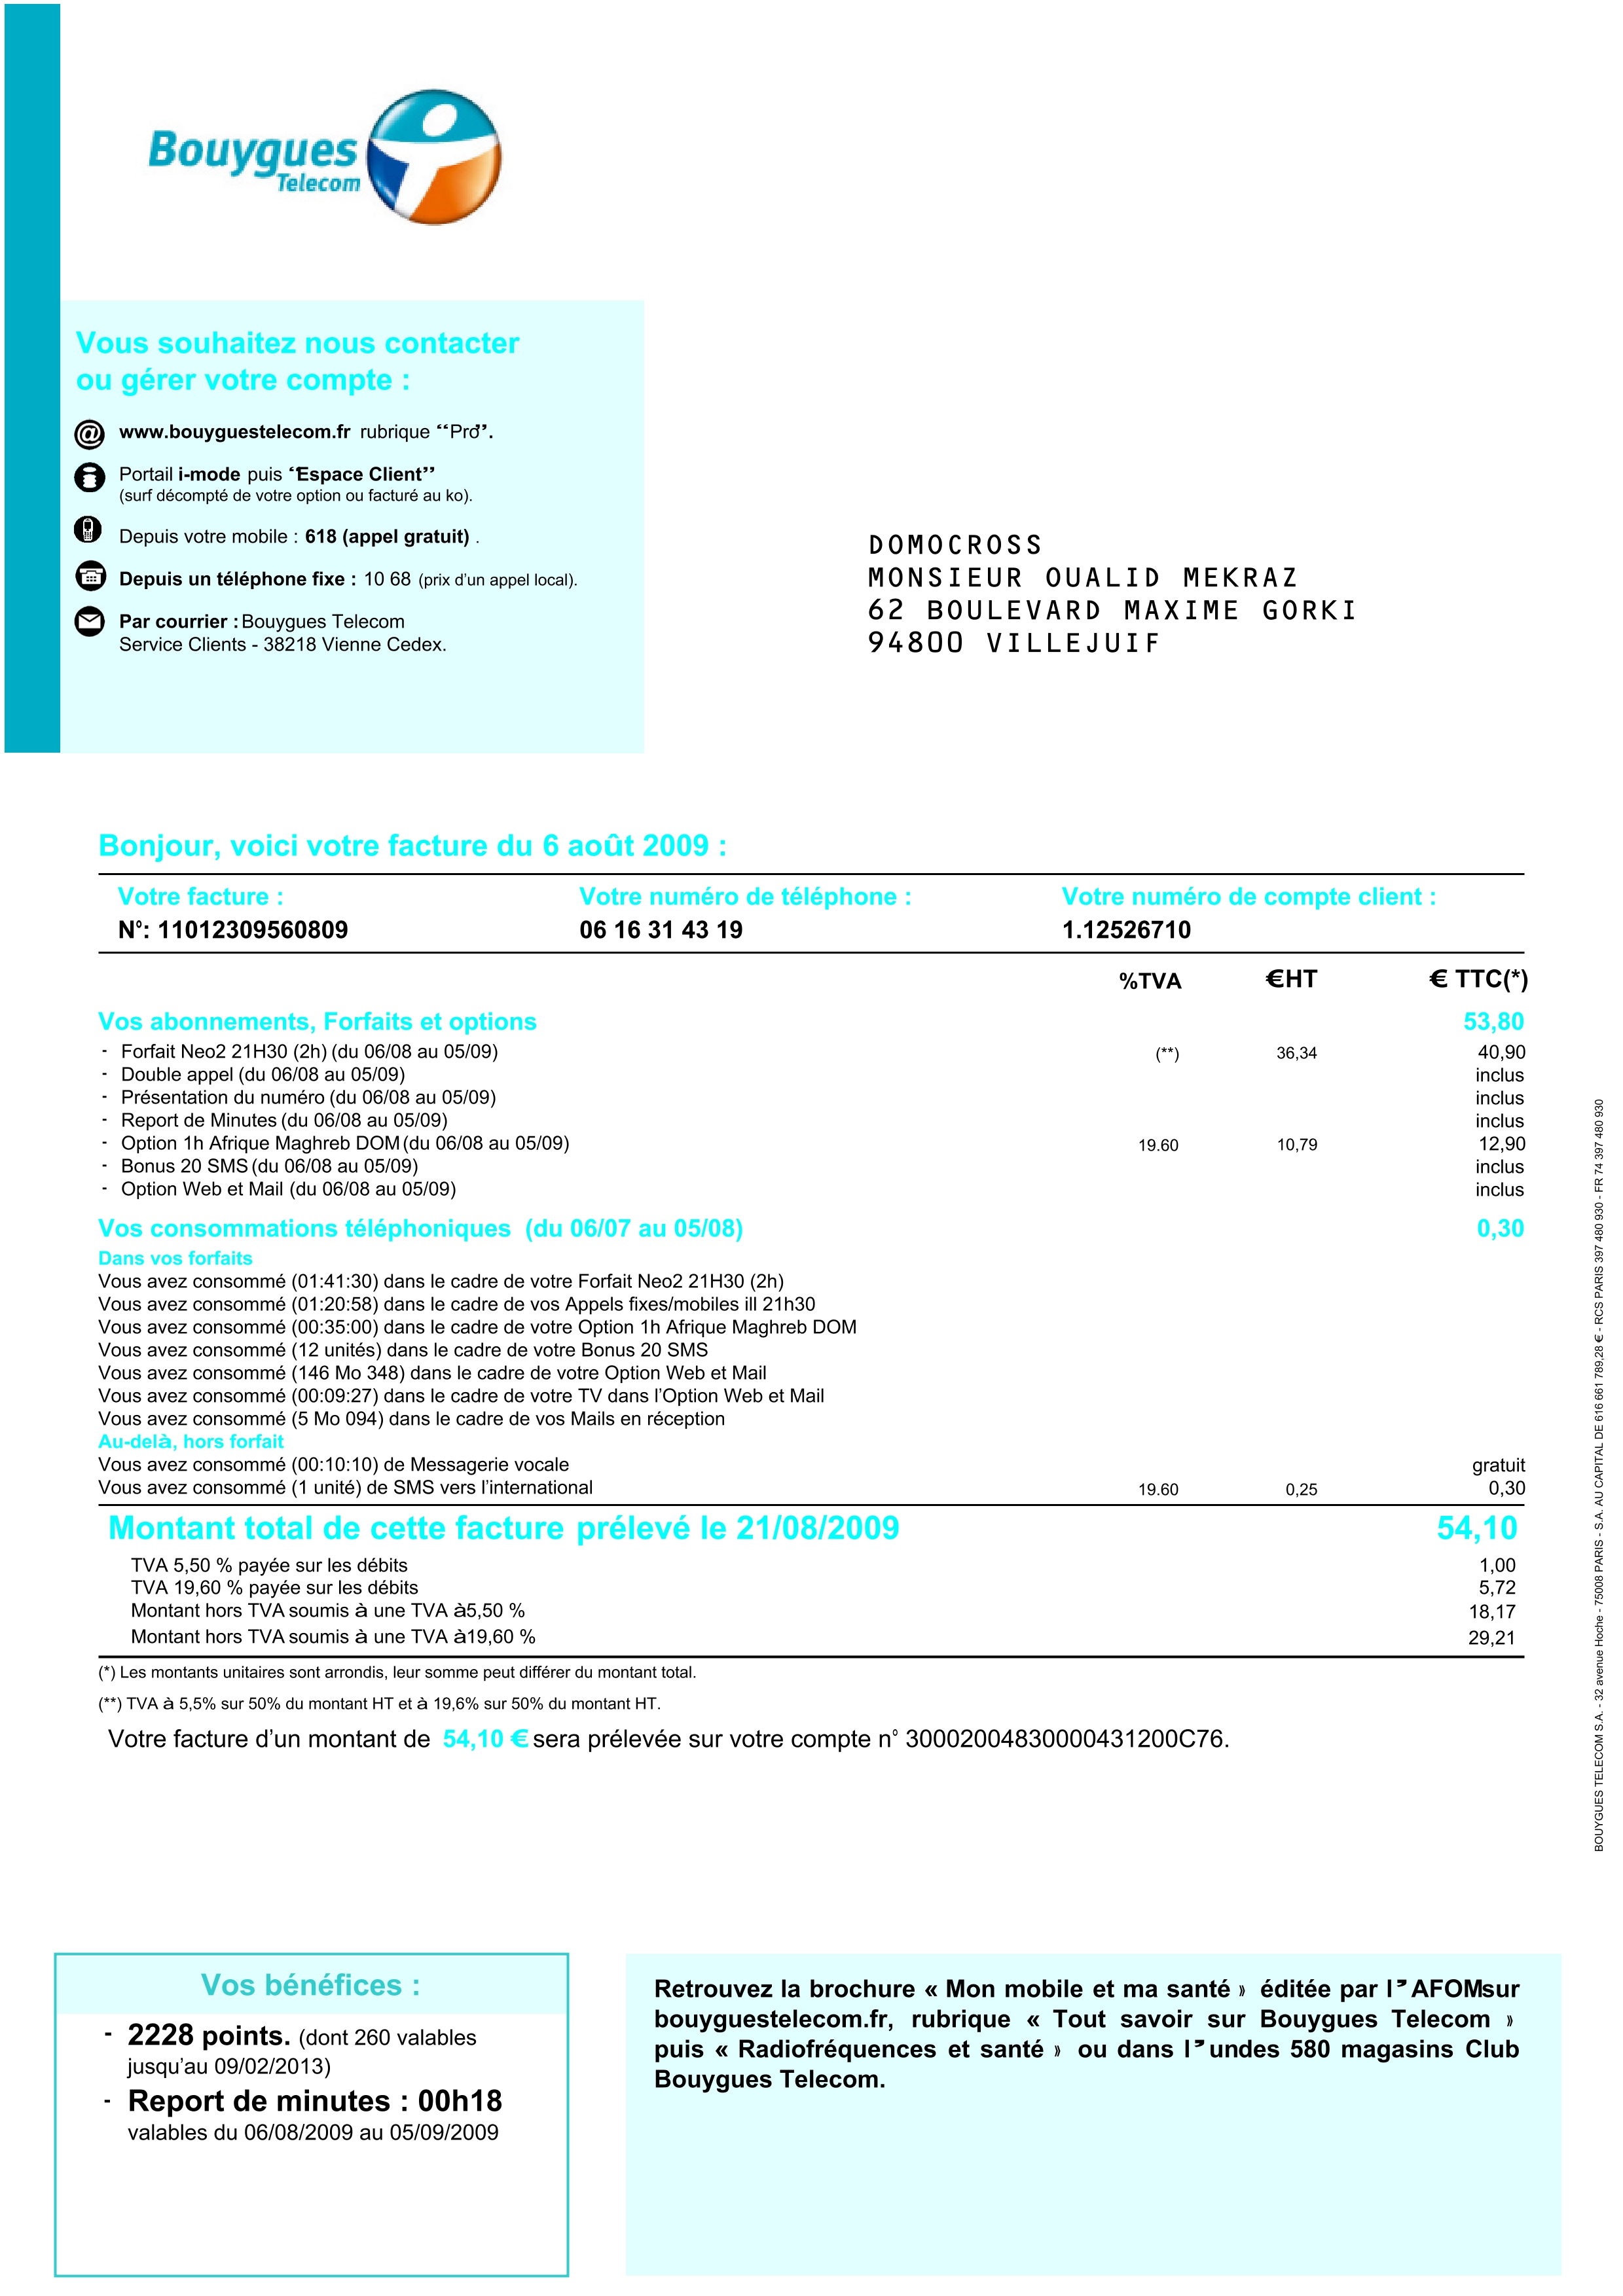 Bouygues
Telecom
Vous souhaitez nous contacter
ou gérer votre compte :
www.bouyguestelecom.fr rubrique “Pro”.
Portail i-mode puis “Espace Client”
(surf décompté de votre option ou facturé au ko).
Depuis votre mobile : 618 (appel gratuit) .
Depuis un téléphone fixe : 10 68 (prix d’un appel local).
Par courrier : Bouygues Telecom
Service Clients - 38218 Vienne Cedex.
DOMOCROSS
MONSIEUR OUALID MEKRAZ
62 BOULEVARD MAXIME GORKI
94800 VILLEJUIF
Bonjour, voici votre facture du 6 août 2009 :
Votre facture : Votre numéro de téléphone : Votre numéro de compte client :
N°: 11012309560809 06 16 31 43 19 1.12526710
%TVA €HT € TTC(*)
Vos abonnements, Forfaits et options 53,80
- Forfait Neo2 21H30 (2h) (du 06/08 au 05/09) (**) 36,34 40,90
- Double appel (du 06/08 au 05/09) inclus
- Présentation du numéro (du 06/08 au 05/09) inclus
- Report de Minutes (du 06/08 au 05/09) inclus
- Option 1h Afrique Maghreb DOM (du 06/08 au 05/09) 19.60 10,79 12,90
- Bonus 20 SMS (du 06/08 au 05/09) inclus
- Option Web et Mail (du 06/08 au 05/09) inclus
Vos consommations téléphoniques (du 06/07 au 05/08) 0,30
Dans vos forfaits
Vous avez consommé (01:41:30) dans le cadre de votre Forfait Neo2 21H30 (2h)
Vous avez consommé (01:20:58) dans le cadre de vos Appels fixes/mobiles ill 21h30
Vous avez consommé (00:35:00) dans le cadre de votre Option 1h Afrique Maghreb DOM
Vous avez consommé (12 unités) dans le cadre de votre Bonus 20 SMS
Vous avez consommé (146 Mo 348) dans le cadre de votre Option Web et Mail
Vous avez consommé (00:09:27) dans le cadre de votre TV dans l’Option Web et Mail
Vous avez consommé (5 Mo 094) dans le cadre de vos Mails en réception
Au-delà, hors forfait
Vous avez consommé (00:10:10) de Messagerie vocale gratuit
Vous avez consommé (1 unité) de SMS vers l’international 19.60 0,25 0,30
Montant total de cette facture prélevé le 21/08/2009 54,10
TVA 5,50 % payée sur les débits 1,00
TVA 19,60 % payée sur les débits 5,72
Montant hors TVA soumis à une TVA à5,50 % 18,17
Montant hors TVA soumis à une TVA à19,60 % 29,21
(*) Les montants unitaires sont arrondis, leur somme peut différer du montant total.
(**) TVA à 5,5% sur 50% du montant HT et à 19,6% sur 50% du montant HT.
Votre facture d’un montant de 54,10 € sera prélevée sur votre compte n° 30002004830000431200C76.
BOUYGUES TELECOM S.A. - 32 avenue Hoche - 75008 PARIS - S.A. AU CAPITAL DE 616 661 789,28 € - RCS PARIS 397 480 930 - FR 74 397 480 930
Vos bénéfices :
- 2228 points. (dont 260 valables
jusqu’au 09/02/2013)
- Report de minutes : 00h18
valables du 06/08/2009 au 05/09/2009
Retrouvez la brochure « Mon mobile et ma santé » éditée par l’AFOMsur
bouyguestelecom.fr, rubrique « Tout savoir sur Bouygues Telecom »
puis « Radiofréquences et santé » ou dans l’undes 580 magasins Club
Bouygues Telecom.